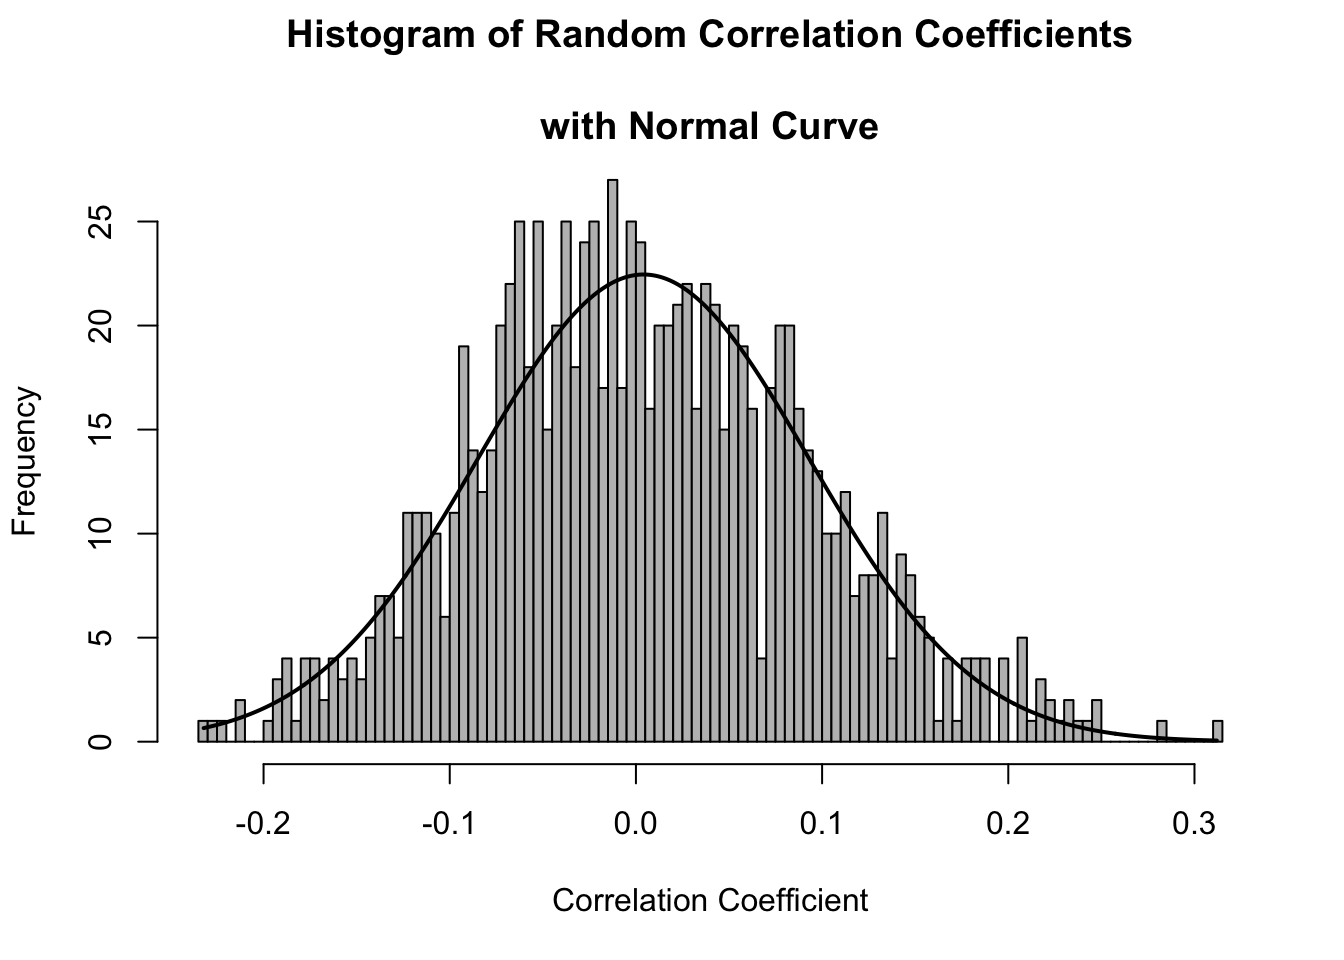 Histogram of Random Correlation Coefficients
with Normal Curve
Frequency
25
20
15
10
5
0
-0.2 -0.1 0.0 0.1 0.2 0.3
Correlation Coefficient